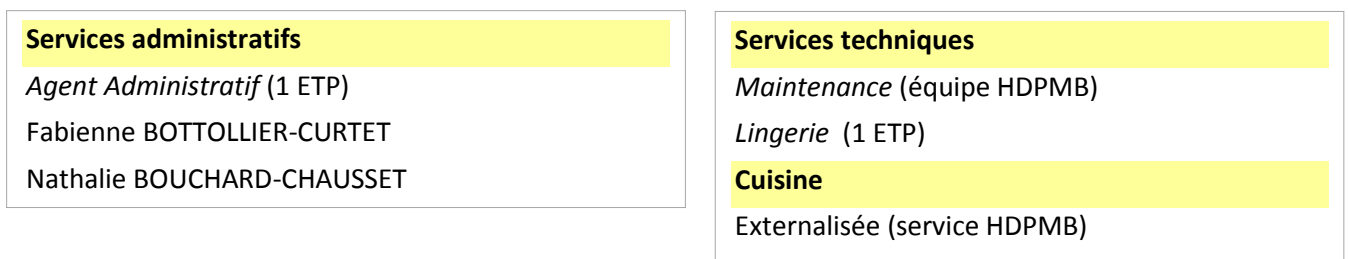 Services administratifs
Agent Administratif (1 ETP)
Fabienne BOTTOLLIER-CURTET
Nathalie BOUCHARD-CHAUSSET
Services techniques
Maintenance (équipe HDPMB)
Lingerie (1 ETP)
Cuisine
Externalisée (service HDPMB)